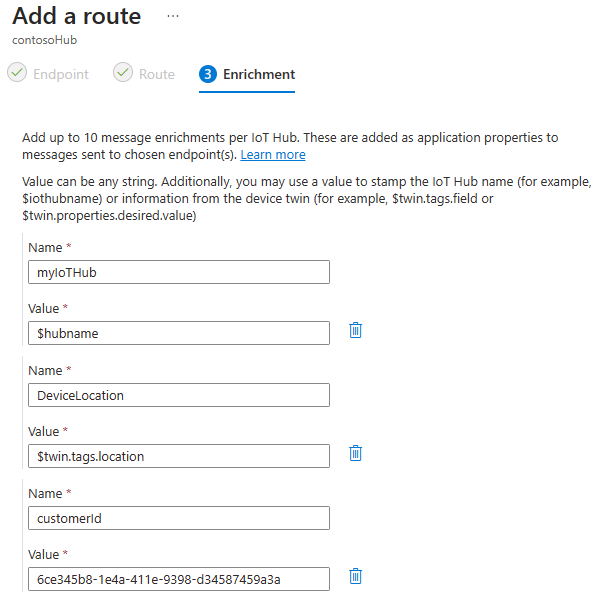 Add a route ...
contosoHub
Endpoint Route 3 Enrichment
Add up to 10 message enrichments per IoT Hub. These are added as application properties to
messages sent to chosen endpoint(s). Learn more
Value can be any string. Additionally, you may use a value to stamp the IoT Hub name (for example,
$iothubname) or information from the device twin (for example, $twin.tags.field or
$twin.properties.desired.value)
Name *
myIoTHub
Value *
$hubname
Name *
DeviceLocation
Value *
$twin.tags.location
Name *
customerId
Value *
6ce345b8-1e4a-411e-9398-d34587459a3a